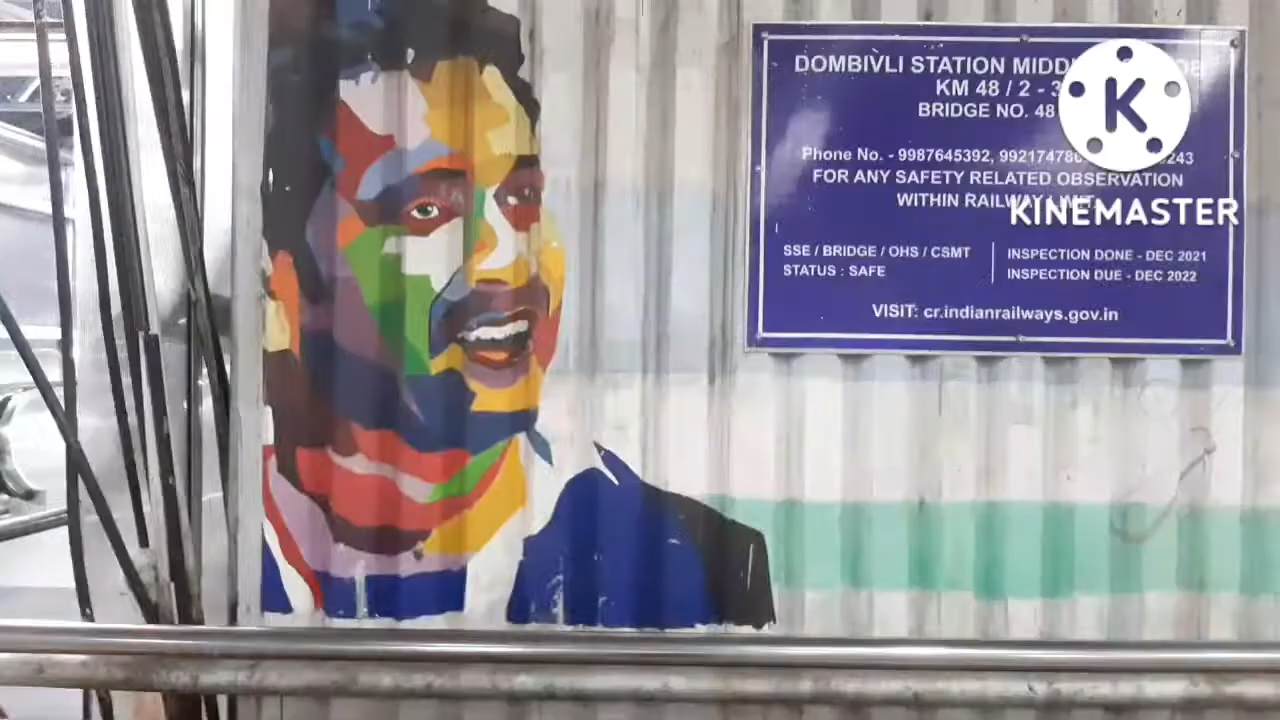 DOMBIVLI STATION
KM 48 / 2 - 3
BRIDGE NO. 48
Phone No. - 9987645392,
FOR ANY SAFETY RELATED OBSERVATION
WITHIN RAILWAY LIMIT.
SSE / BRIDGE / OHS / CSMT
STATUS : SAFE
INSPECTION DONE - DEC 2021
INSPECTION DUE - DEC 2022
VISIT: cr.indianrailways.gov.in
K
KINEMASTER